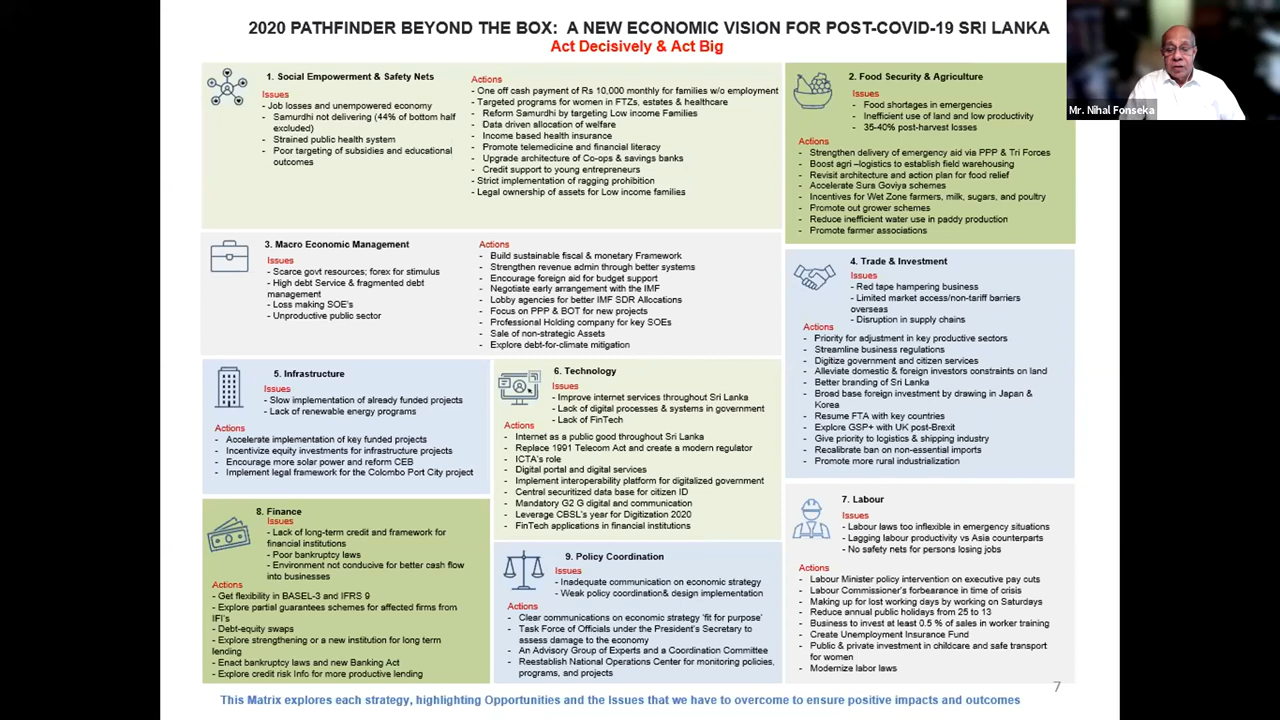 2020 PATHFINDER BEYOND THE BOX: A NEW ECONOMIC VISION FOR POST-COVID-19 SRI LANKA
Act Decisively & Act Big
Mr. Nihal Fonseka
1. Social Empowerment & Safety Nets
Issues
- Job losses and unempowered economy
- Samurdhi not delivering (44% of bottom half
excluded)
- Strained public health system
- Poor targeting of subsidies and educational
outcomes
Actions
- One off cash payment of Rs 10,000 monthly for families w/o employment
- Targeted programs for women in FTZs, estates & healthcare
- Reform Samurdhi by targeting Low income Families
- Data driven allocation of welfare
- Income based health insurance
- Promote telemedicine and financial literacy
- Upgrade architecture of Co-ops & savings banks
- Credit support to young entrepreneurs
- Strict implementation of ragging prohibition
- Legal ownership of assets for Low income families
2. Food Security & Agriculture
Issues
- Food shortages in emergencies
- Inefficient use of land and low productivity
- 35-40% post-harvest losses
Actions
- Strengthen delivery of emergency aid via PPP & Tri Forces
- Boost agri –logistics to establish field warehousing
- Revisit architecture and action plan for food relief
- Accelerate Sura Goviya schemes
- Incentives for Wet Zone farmers, milk, sugars, and poultry
- Promote out grower schemes
- Reduce inefficient water use in paddy production
- Promote farmer associations
3. Macro Economic Management
Issues
- Scarce govt resources; forex for stimulus
- High debt Service & fragmented debt
management
- Loss making SOE's
- Unproductive public sector
Actions
- Build sustainable fiscal & monetary Framework
- Strengthen revenue admin through better systems
- Encourage foreign aid for budget support
- Negotiate early arrangement with the IMF
- Lobby agencies for better IMF SDR Allocations
- Focus on PPP & BOT for new projects
- Professional Holding company for key SOEs
- Sale of non-strategic Assets
- Explore debt-for-climate mitigation
4. Trade & Investment
Issues
- Red tape hampering business
- Limited market access/non-tariff barriers
overseas
- Disruption in supply chains
Actions
- Priority for adjustment in key productive sectors
- Streamline business regulations
- Digitize government and citizen services
- Alleviate domestic & foreign investors constraints on land
- Better branding of Sri Lanka
- Broad base foreign investment by drawing in Japan &
Korea
- Resume FTA with key countries
- Explore GSP+ with UK post-Brexit
- Give priority to logistics & shipping industry
- Recalibrate ban on non-essential imports
- Promote more rural industrialization
5. Infrastructure
Issues
- Slow implementation of already funded projects
- Lack of renewable energy programs
Actions
- Accelerate implementation of key funded projects
- Incentivize equity investments for infrastructure projects
- Encourage more solar power and reform CEB
- Implement legal framework for the Colombo Port City project
6. Technology
Issues
- Improve internet services throughout Sri Lanka
- Lack of digital processes & systems in government
- Lack of FinTech
Actions
- Internet as a public good throughout Sri Lanka
- Replace 1991 Telecom Act and create a modern regulator
- ICTA's role
- Digital portal and digital services
- Implement interoperability platform for digitalized government
- Central securitized data base for citizen ID
- Mandatory G2 G digital and communication
- Leverage CBSL's year for Digitization 2020
- FinTech applications in financial institutions
7. Labour
Issues
- Labour laws too inflexible in emergency situations
- Lagging labour productivity vs Asia counterparts
- No safety nets for persons losing jobs
Actions
- Labour Minister policy intervention on executive pay cuts
- Labour Commissioner's forbearance in time of crisis
- Making up for lost working days by working on Saturdays
- Reduce annual public holidays from 25 to 13
- Business to invest at least 0.5 % of sales in worker training
- Create Unemployment Insurance Fund
- Public & private investment in childcare and safe transport
for women
- Modernize labor laws
8. Finance
Issues
- Lack of long-term credit and framework for
financial institutions
- Poor bankruptcy laws
- Environment not conducive for better cash flow
into businesses
Actions
- Get flexibility in BASEL-3 and IFRS 9
- Explore partial guarantees schemes for affected firms from
IFI's
- Debt-equity swaps
- Explore strengthening or a new institution for long term
lending
- Enact bankruptcy laws and new Banking Act
- Explore credit risk Info for more productive lending
9. Policy Coordination
Issues
- Inadequate communication on economic strategy
- Weak policy coordination& design implementation
Actions
- Clear communications on economic strategy 'fit for purpose'
- Task Force of Officials under the President's Secretary to
assess damage to the economy
- An Advisory Group of Experts and a Coordination Committee
- Reestablish National Operations Center for monitoring policies,
programs, and projects
7
This Matrix explores each strategy, highlighting Opportunities and the Issues that we have to overcome to ensure positive impacts and outcomes